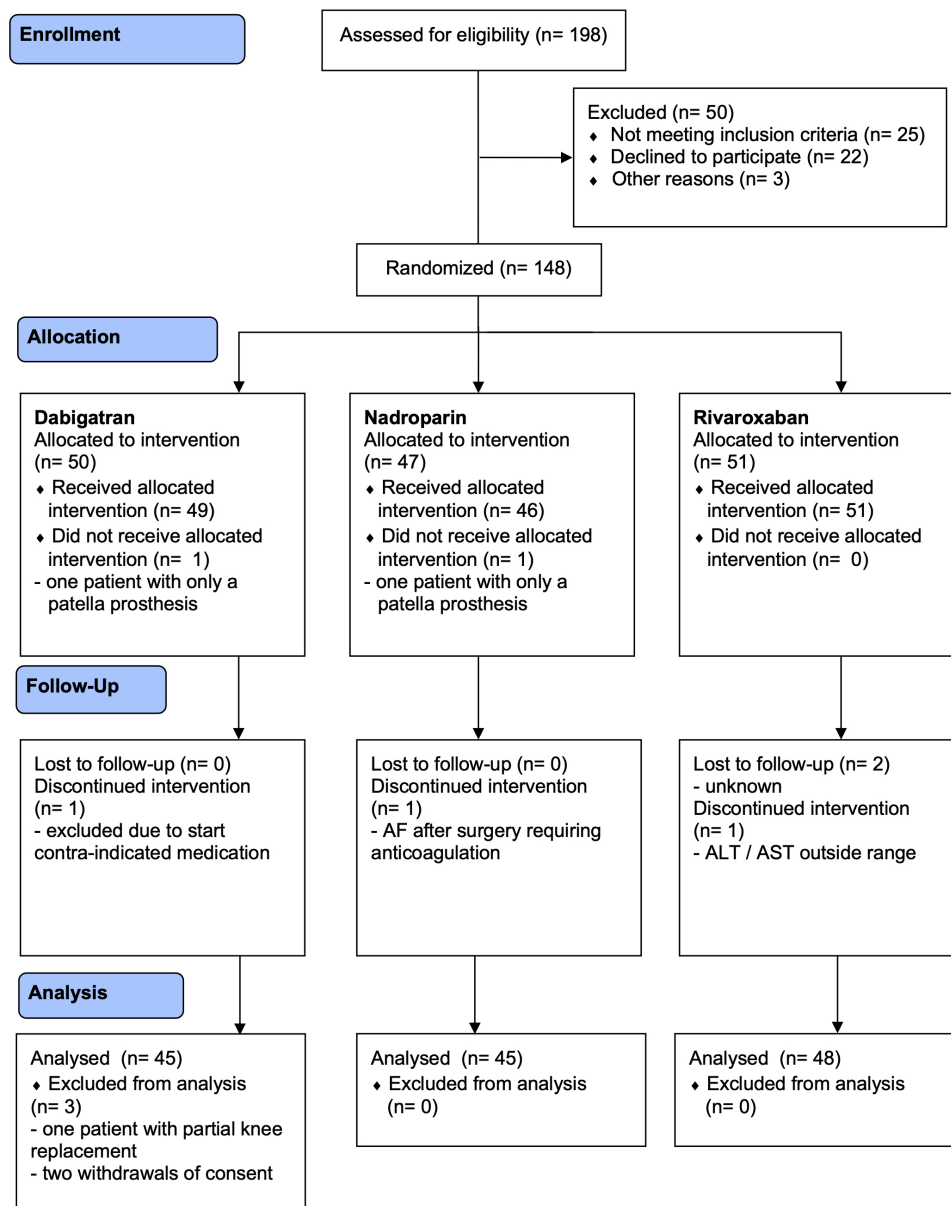 Enrollment
Assessed for eligibility (n= 198)
Excluded (n= 50)
♦ Not meeting inclusion criteria (n= 25)
♦ Declined to participate (n= 22)
♦ Other reasons (n= 3)
Randomized (n= 148)
Allocation
Dabigatran
Allocated to intervention
(n= 50)
♦ Received allocated
intervention (n= 49)
♦ Did not receive allocated
intervention (n= 1)
- one patient with only a
patella prosthesis
Nadroparin
Allocated to intervention
(n= 47)
♦ Received allocated
intervention (n= 46)
♦ Did not receive allocated
intervention (n= 1)
- one patient with only a
patella prosthesis
Rivaroxaban
Allocated to intervention
(n= 51)
♦ Received allocated
intervention (n= 51)
♦ Did not receive allocated
intervention (n= 0)
Follow-Up
Lost to follow-up (n= 0)
Discontinued intervention
(n= 1)
- excluded due to start
contra-indicated medication
Lost to follow-up (n= 0)
Discontinued intervention
(n= 1)
- AF after surgery requiring
anticoagulation
Lost to follow-up (n= 2)
- unknown
Discontinued intervention
(n= 1)
- ALT / AST outside range
Analysis
Analysed (n= 45)
♦ Excluded from analysis
(n= 3)
- one patient with partial knee
replacement
- two withdrawals of consent
Analysed (n= 45)
♦ Excluded from analysis
(n= 0)
Analysed (n= 48)
♦ Excluded from analysis
(n= 0)